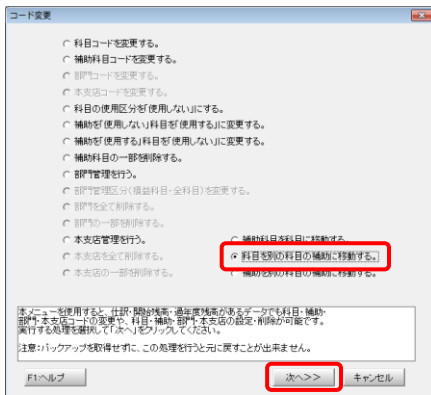 コード変更
科目コードを変更する。
補助科目コードを変更する。
部門コードを変更する。
本支店コードを変更する。
科目の使用区分を「使用しない」にする。
補助を「使用しない」科目を「使用する」に変更する。
補助を「使用する」科目を「使用しない」に変更する。
補助科目の一部を削除する。
部門管理を行う。
部門管理区分(損益科目・全科目)を変更する。
部門を全て削除する。
部門の一部を削除する。
本支店管理を行う。
補助科目を科目に移動する。
本支店を全て削除する。
科目を別の科目の補助に移動する。
本支店の一部を削除する。
補助を別の科目の補助に移動する。
本メニューを使用すると、仕訳・開始残高・過年度残高があるデータでも科目・補助・
部門・本支店コードの変更や、科目・補助・部門・本支店の設定・削除が可能です。
実行する処理を選択して「次へ」をクリックしてください。
注意:バックアップを取得せずに、この処理を行うと元に戻すことが出来ません。
F1:ヘルプ
次へ>>
キャンセル